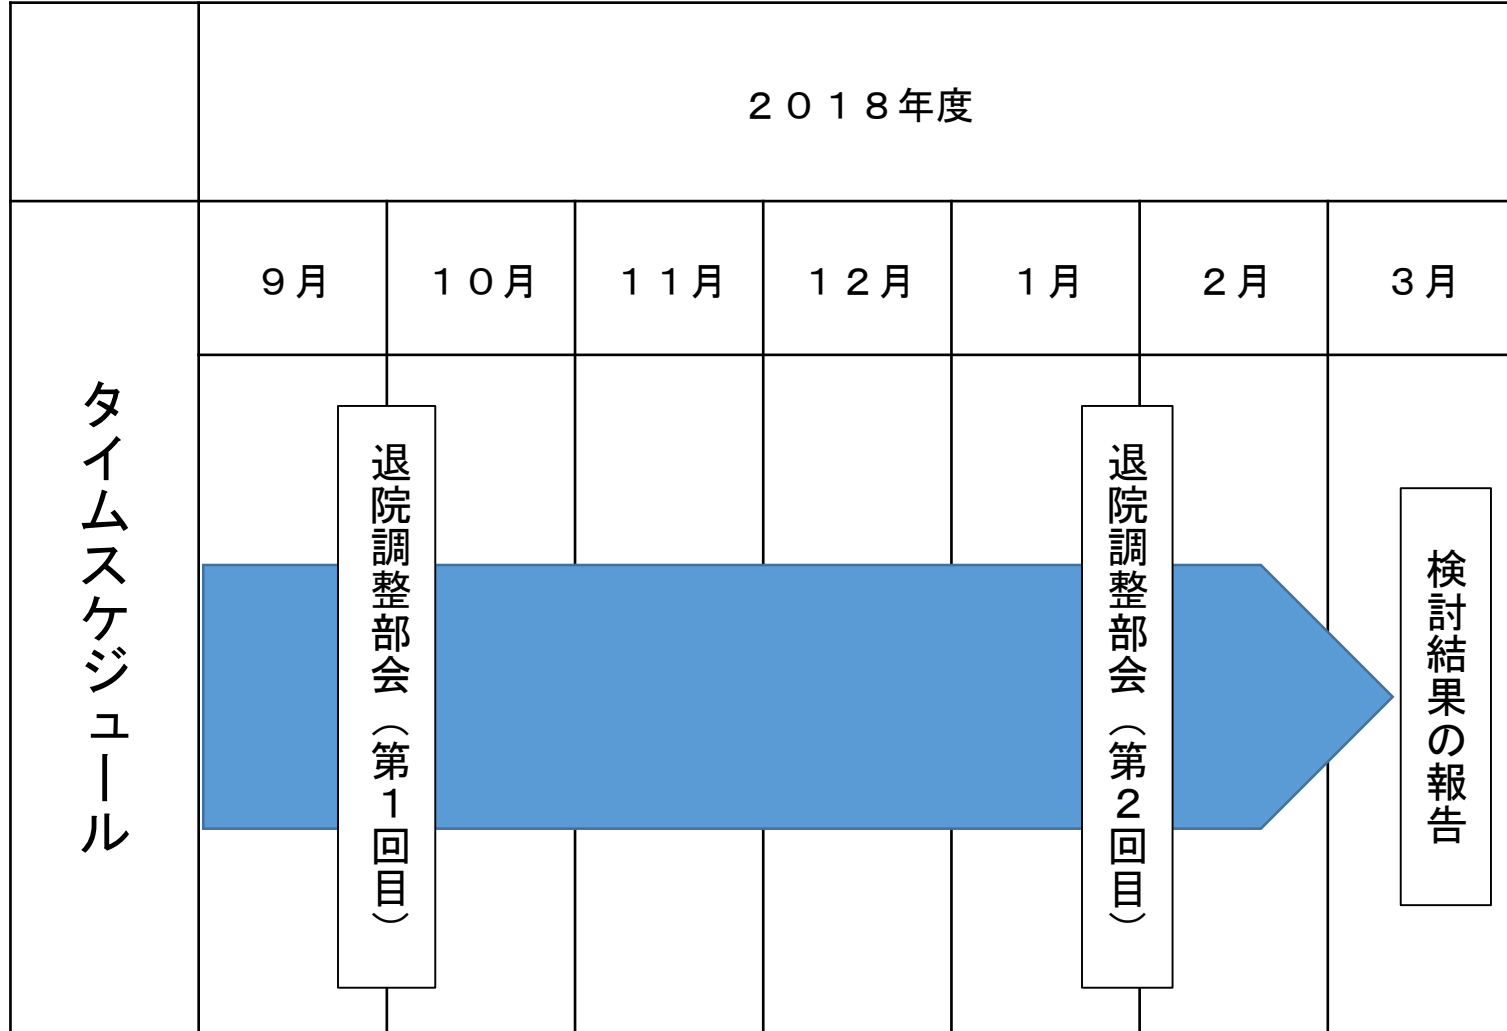 ２０１８年度
タイムスケジュール
９月
１０月
１１月
１２月
１月
２月
３月
退院調整部会（第１回目）
退院調整部会（第２回目）
検討結果の報告